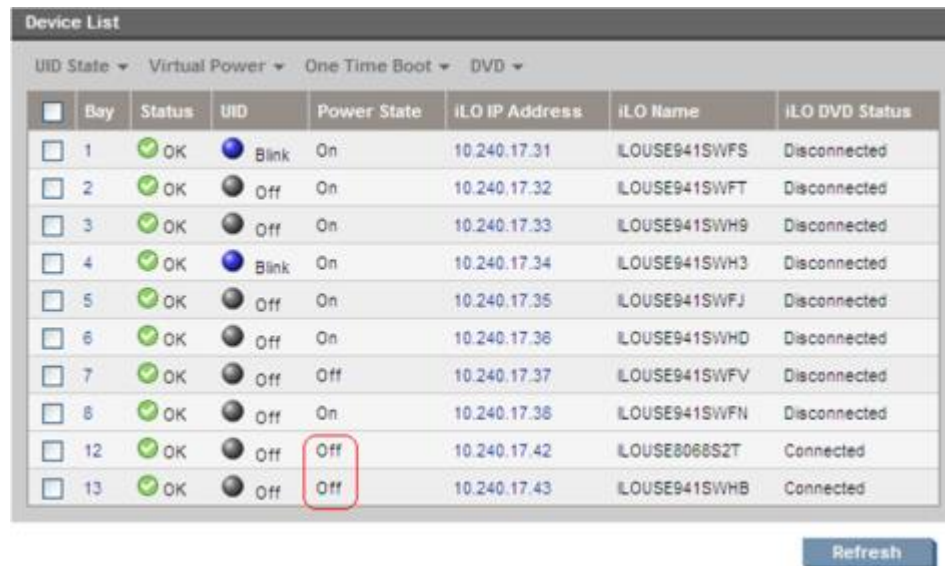 Device List
UID State Virtual Power One Time Boot DVD
Bay Status UID Power State iLO IP Address iLO Name iLO DVD Status
1 OK Blink On 10.240.17.31 ILOUSE941SWFS Disconnected
2 OK Off On 10.240.17.32 ILOUSE941SWFT Disconnected
3 OK Off On 10.240.17.33 ILOUSE941SWH9 Disconnected
4 OK Blink On 10.240.17.34 ILOUSE941SWH3 Disconnected
5 OK Off On 10.240.17.35 ILOUSE941SWFJ Disconnected
6 OK Off On 10.240.17.36 ILOUSE941SWHD Disconnected
7 OK Off Off 10.240.17.37 ILOUSE941SWFV Disconnected
8 OK Off On 10.240.17.38 ILOUSE941SWFN Disconnected
12 OK Off Off 10.240.17.42 ILOUSE8068S2T Connected
13 OK Off Off 10.240.17.43 ILOUSE941SWHB Connected
Refresh